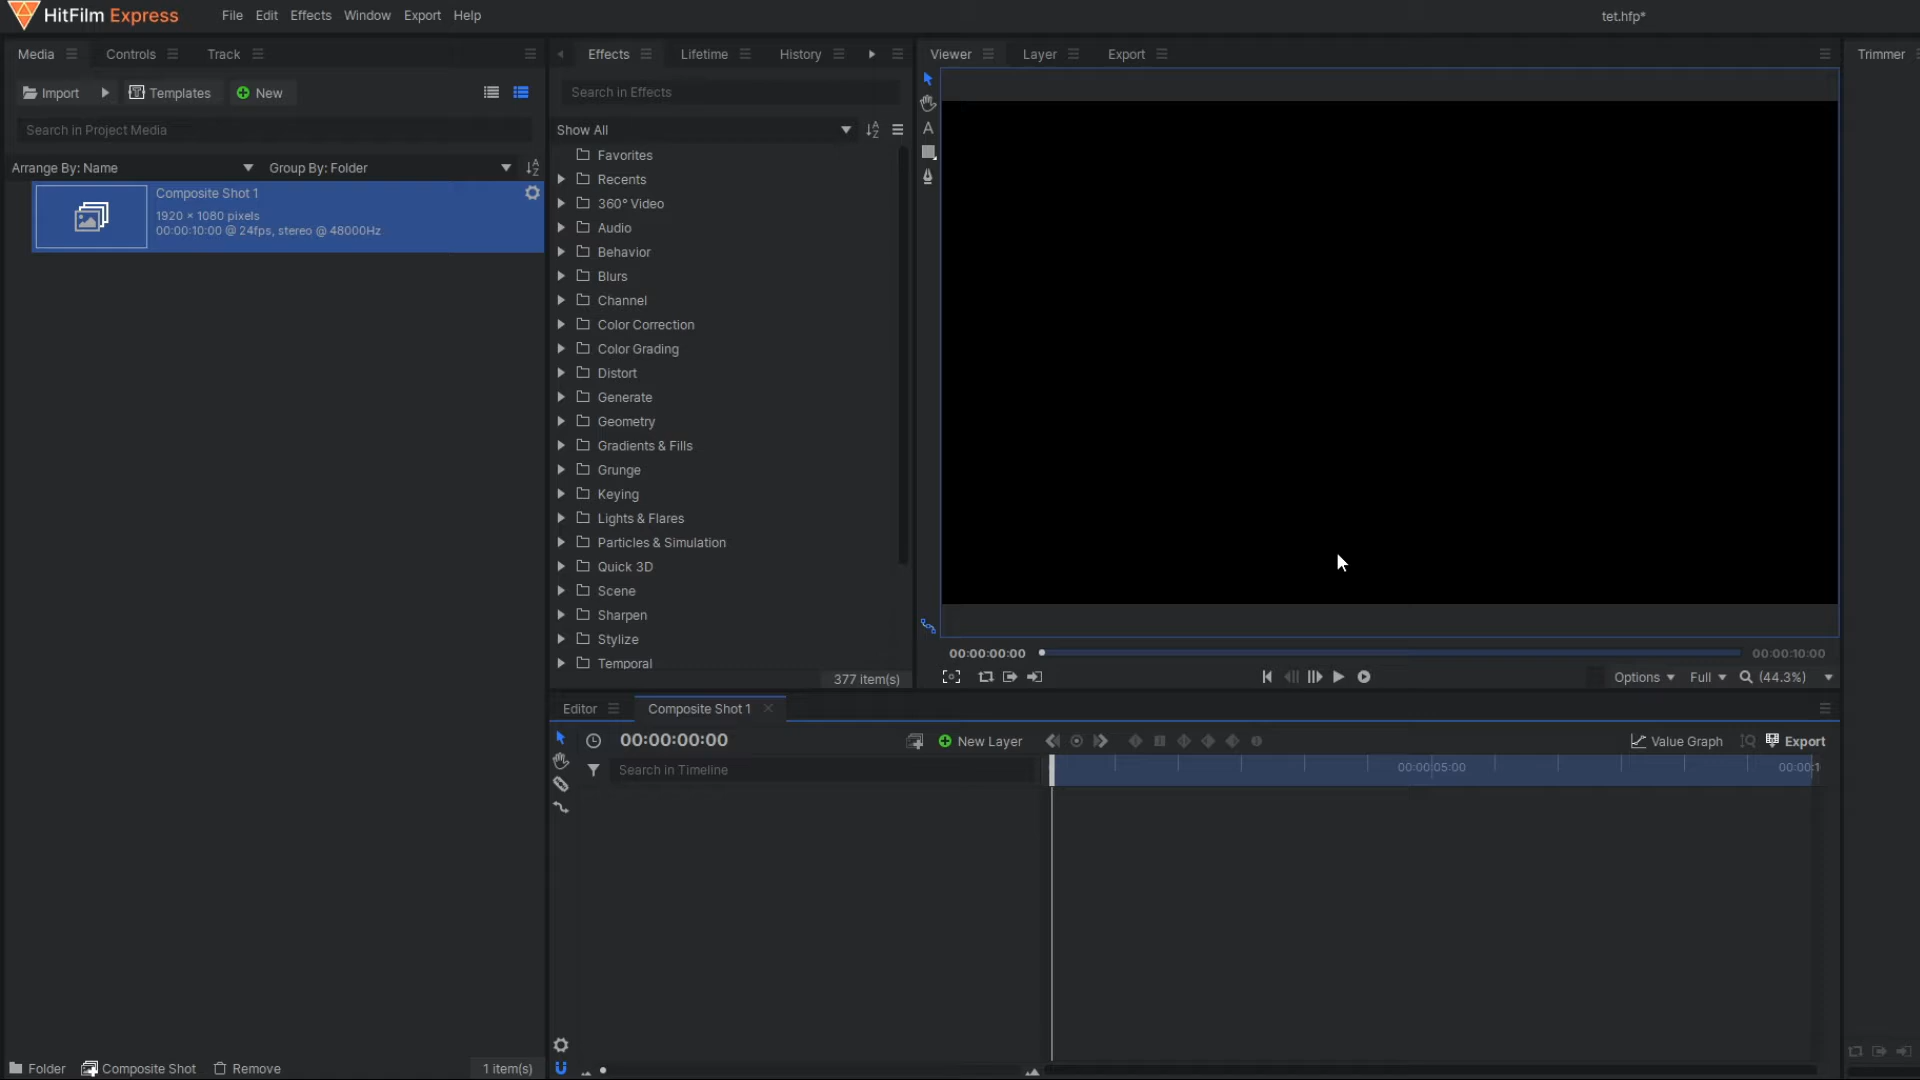 HitFilm Express
File Edit Effects Window Export Help
tet.hfp*
Media Controls Track
Effects Lifetime History
Viewer Layer Export
Trimmer
Import Templates New
Search in Effects
Search in Project Media
Show All
Arrange By: Name Group By: Folder
Composite Shot 1
1920 × 1080 pixels
00:00:10:00 @ 24fps, stereo @ 48000Hz
Favorites
Recents
360° Video
Audio
Behavior
Blurs
Channel
Color Correction
Color Grading
Distort
Generate
Geometry
Gradients & Fills
Grunge
Keying
Lights & Flares
Particles & Simulation
Quick 3D
Scene
Sharpen
Stylize
Temporal
377 item(s)
00:00:00:00 00:00:10:00
Options Full (44.3%)
Editor Composite Shot 1
00:00:00:00 New Layer Value Graph Export
Search in Timeline
00:00:05:00 00:00:1
Folder Composite Shot Remove 1 item(s)